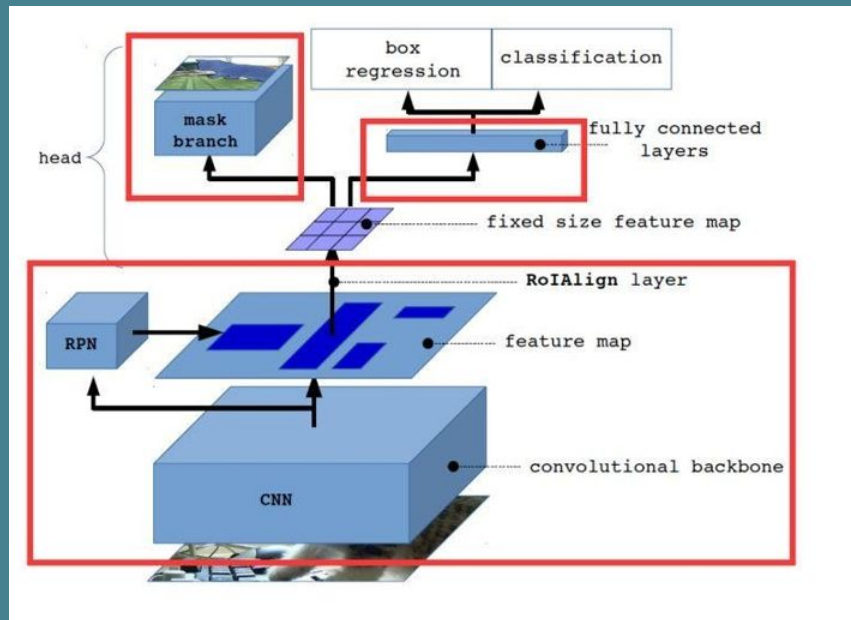 box
regression
classification
mask
branch
fully connected
layers
head
fixed size feature map
RoIAlign layer
RPN
feature map
convolutional backbone
CNN